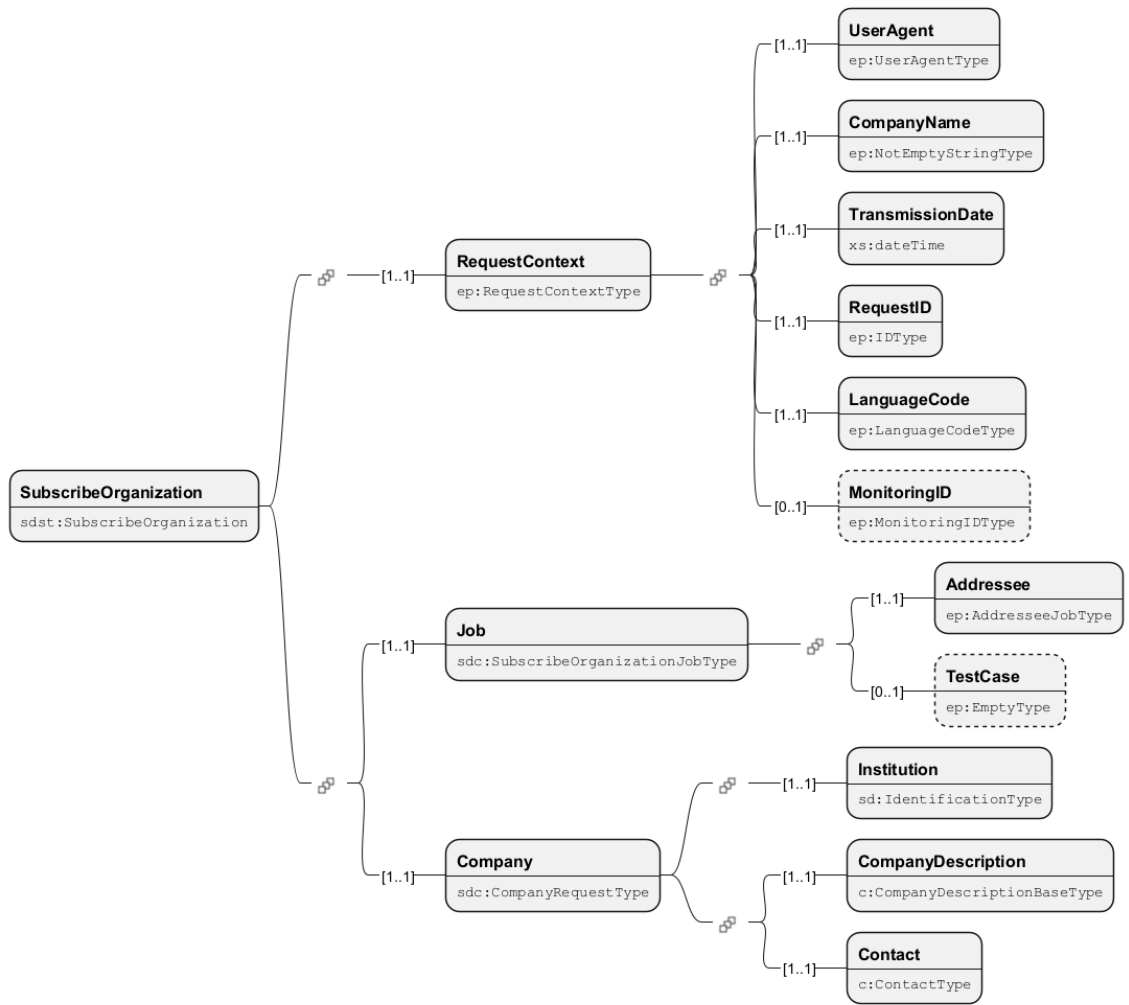 [1..1]
UserAgent
ep:UserAgentType
[1..1]
CompanyName
ep:NotEmptyStringType
[1..1]
TransmissionDate
xs:dateTime
[1..1]
RequestContext
ep:RequestContextType
[1..1]
RequestID
ep:IDType
[1..1]
LanguageCode
ep:LanguageCodeType
SubscribeOrganization
sdst:SubscribeOrganization
[0..1]
MonitoringID
ep:MonitoringIDType
[1..1]
Job
sdc:SubscribeOrganizationJobType
[1..1]
Addressee
ep:AddresseeJobType
[0..1]
TestCase
ep:EmptyType
[1..1]
Company
sdc:CompanyRequestType
[1..1]
Institution
sd:IdentificationType
[1..1]
CompanyDescription
c:CompanyDescriptionBaseType
[1..1]
Contact
c:ContactType